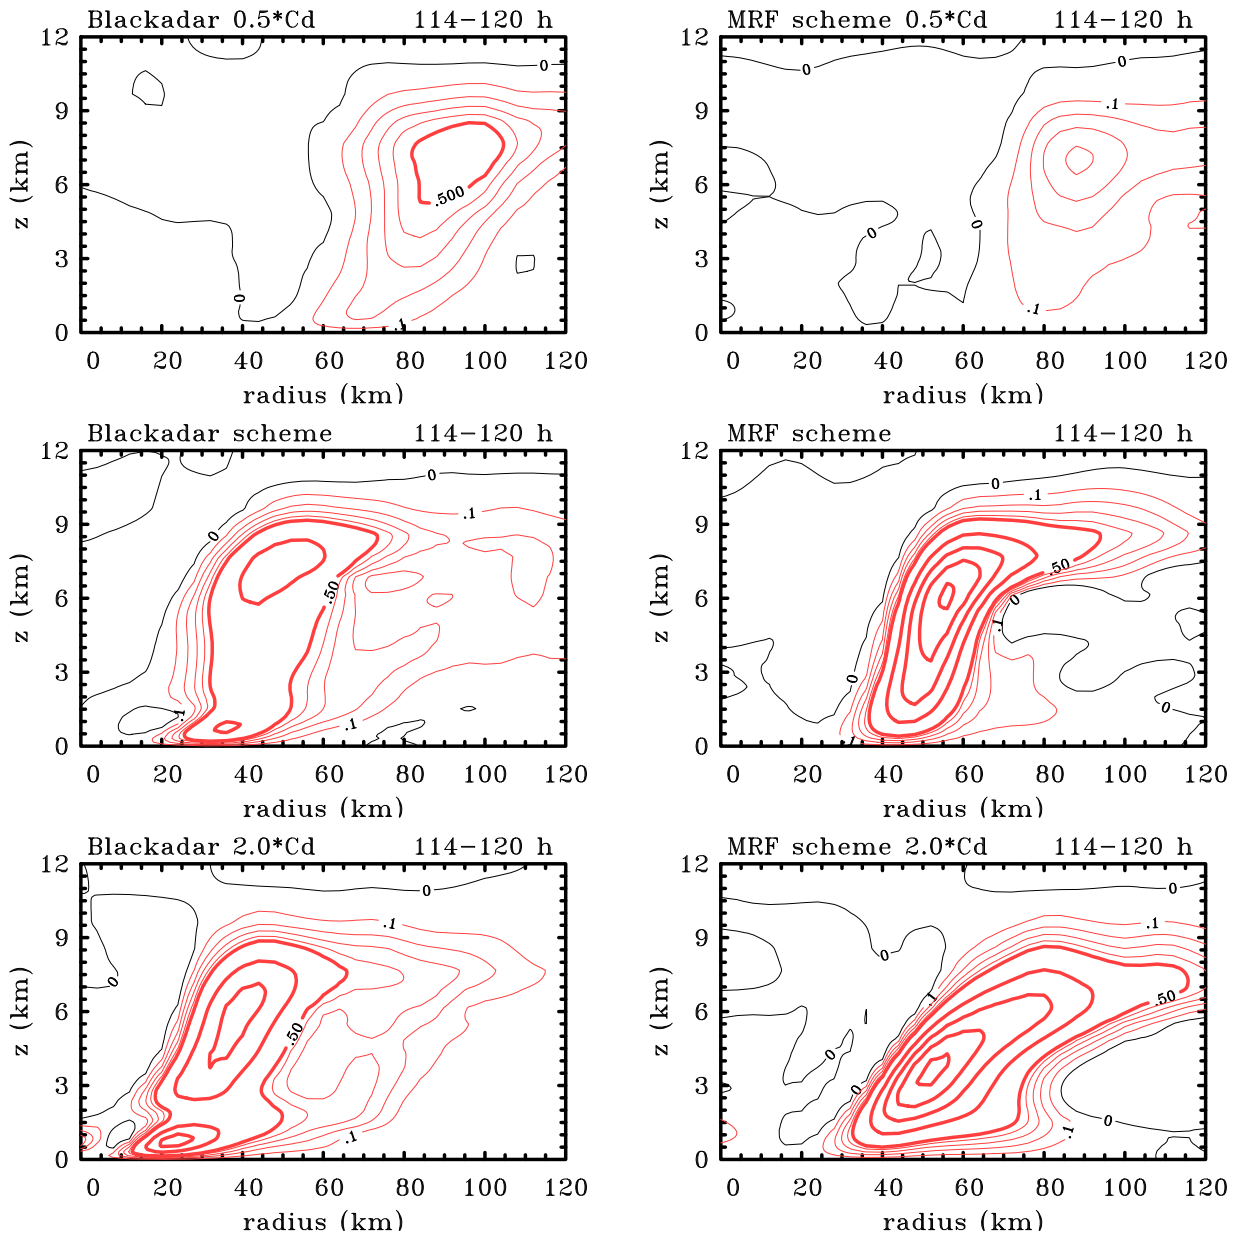 Blackadar 0.5*Cd 114−120 h
12
9
6
3
0
z (km)
0
0
.500
.1
0 20 40 60 80 100 120
radius (km)
MRF scheme 0.5*Cd 114−120 h
12
9
6
3
0
z (km)
0
0
.1
0
0
.1
0 20 40 60 80 100 120
radius (km)
Blackadar scheme 114−120 h
12
9
6
3
0
z (km)
0
.1
0
.50
.1
.1
0 20 40 60 80 100 120
radius (km)
MRF scheme 114−120 h
12
9
6
3
0
z (km)
0
.1
.50
0
.1
0
0
.1
0 20 40 60 80 100 120
radius (km)
Blackadar 2.0*Cd 114−120 h
12
9
6
3
0
z (km)
0
.1
0
.50
.1
0 20 40 60 80 100 120
radius (km)
MRF scheme 2.0*Cd 114−120 h
12
9
6
3
0
z (km)
0
.1
0
.1
.50
0
0
0
.1
0 20 40 60 80 100 120
radius (km)